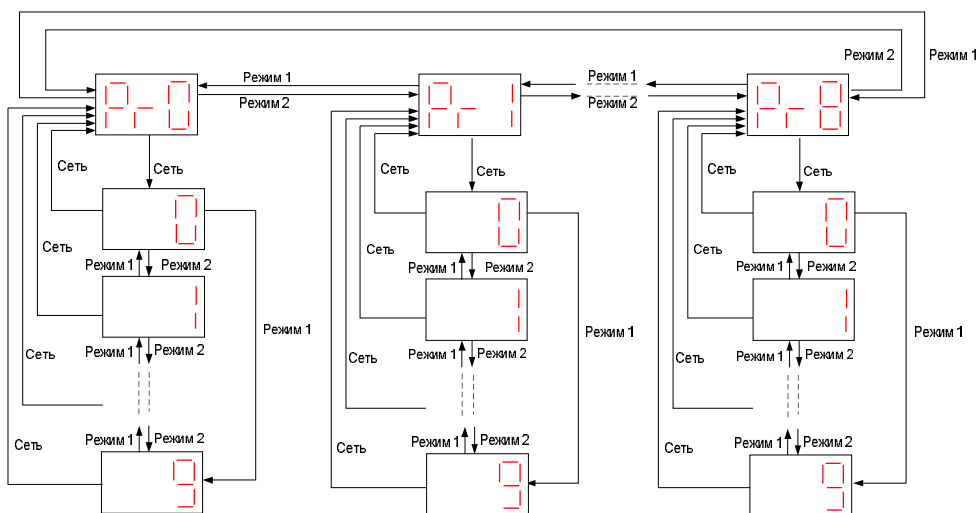 Режим 2 Режим 1
Режим 1 Режим 1
Режим 2 Режим 2
P_0 P_1 P_8
Сеть Сеть Сеть Сеть Сеть Сеть
0 0 0
Сеть Сеть Сеть
Режим 1 Режим 2 Режим 1 Режим 2 Режим 1 Режим 2
1 1 1
Режим 1 Режим 1 Режим 1
Режим 1 Режим 2 Режим 1 Режим 2 Режим 1 Режим 2
Сеть Сеть Сеть
Сеть Режим 1 Режим 2 Сеть Режим 1 Режим 2 Сеть Режим 1 Режим 2
9 9 9